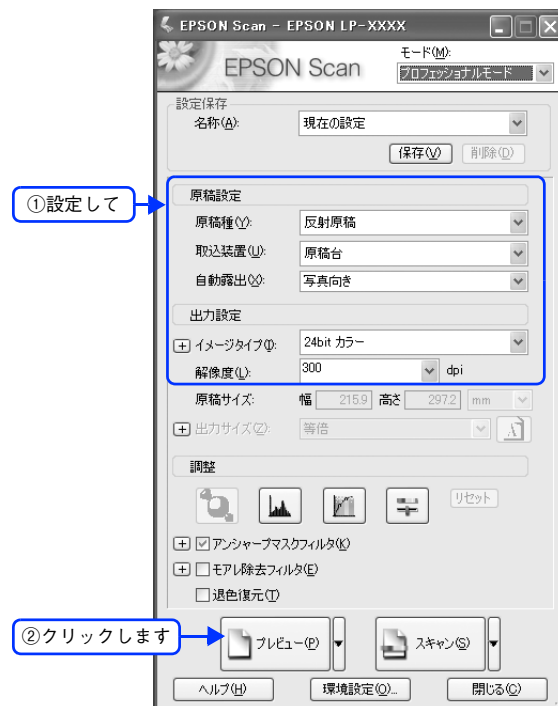 EPSON Scan - EPSON LP-XXXX
EPSON Scan
モード(M):
プロフェッショナルモード
設定保存
名称(A): 現在の設定
保存(V) 削除(D)
①設定して
原稿設定
原稿種(Y): 反射原稿
取込装置(U): 原稿台
自動露出(X): 写真向き
出力設定
イメージタイプ(I): 24bit カラー
解像度(L): 300 dpi
原稿サイズ: 幅 215.9 高さ 297.2 mm
出力サイズ(Z): 等倍
調整
リセット
アンシャープマスクフィルタ(K)
モアレ除去フィルタ(E)
退色復元(T)
②クリックします
プレビュー(P) スキャン(S)
ヘルプ(H) 環境設定(O)... 閉じる(C)